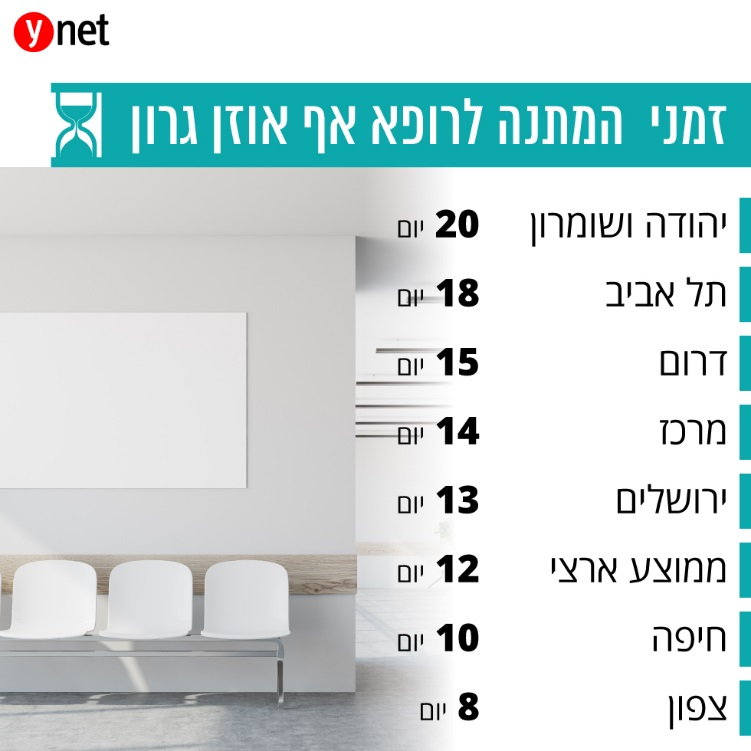 ynet
זמני המתנה לרופא אף אוזן גרון
יהודה ושומרון 20 יום
תל אביב 18 יום
דרום 15 יום
מרכז 14 יום
ירושלים 13 יום
ממוצע ארצי 12 יום
חיפה 10 יום
צפון 8 יום